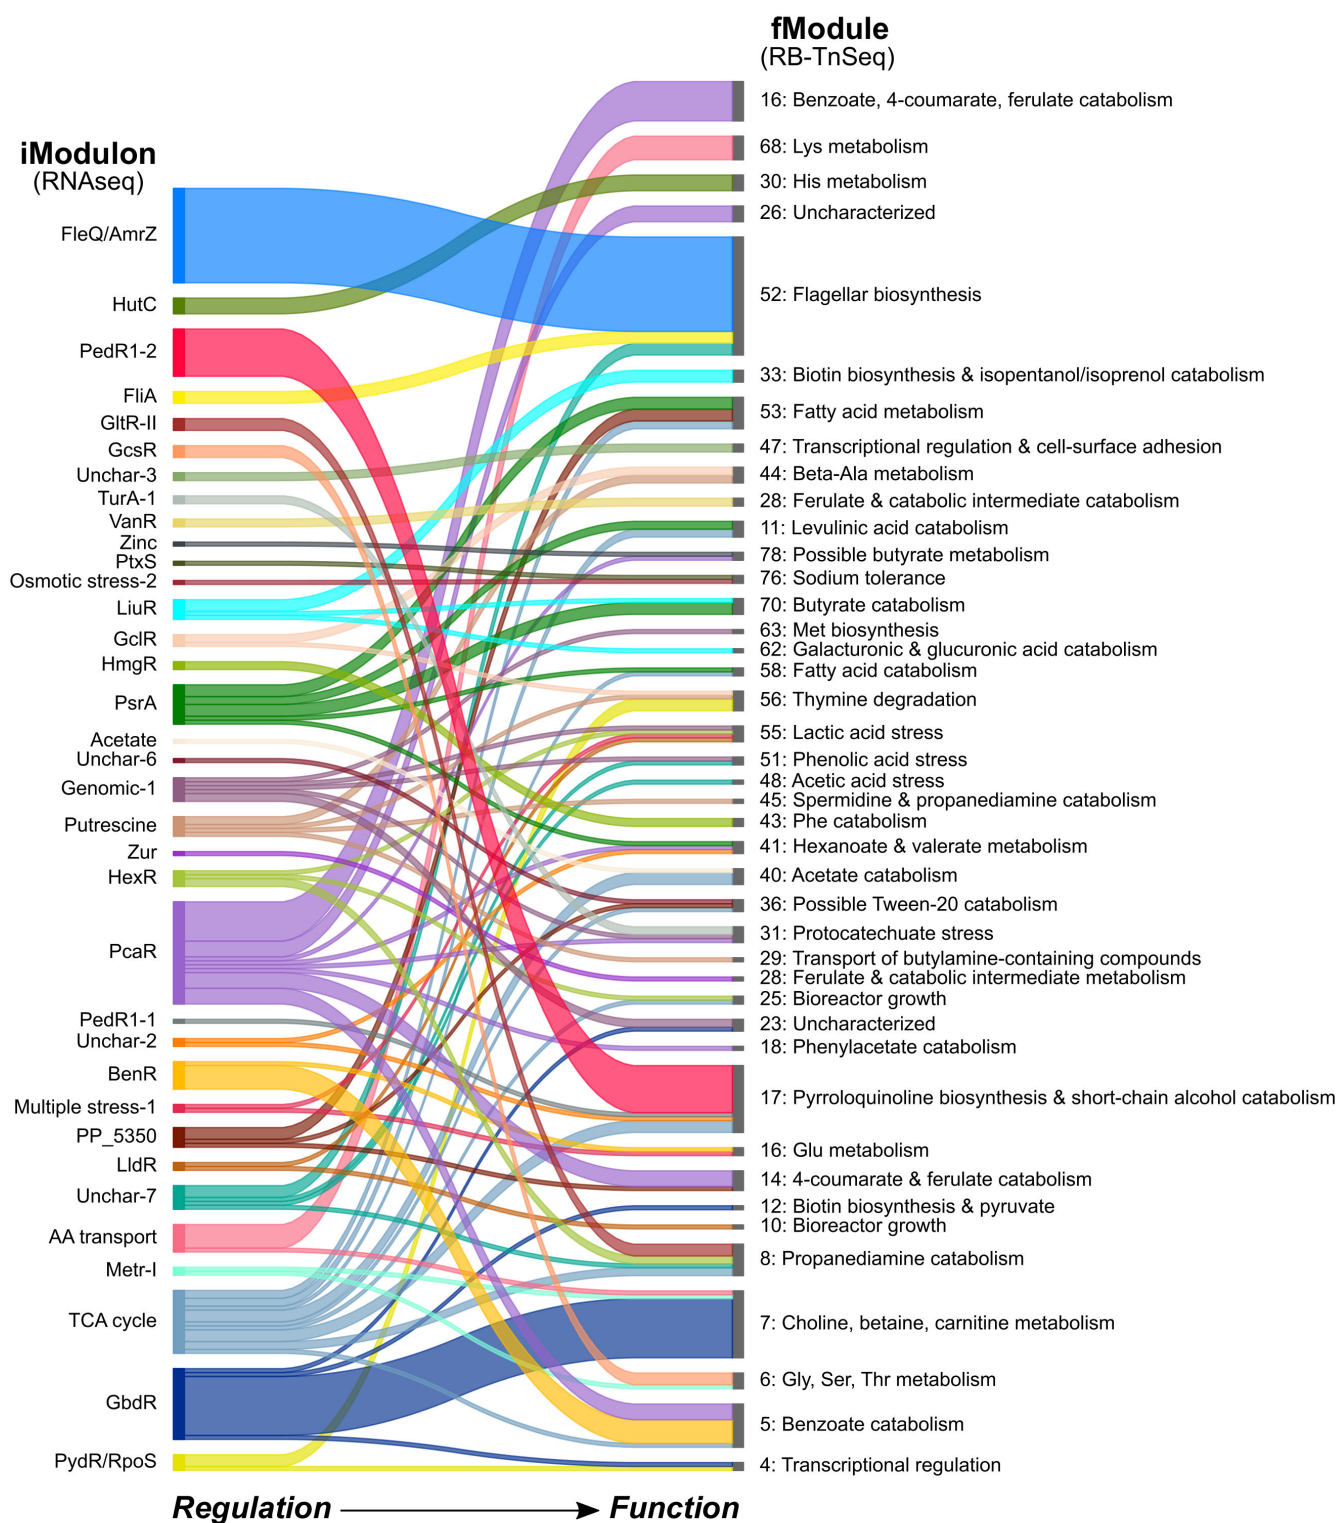 fModule
(RB-TnSeq)
iModulon
(RNAseq)
FleQ/AmrZ
HutC
PedR1-2
FliA
GltR-II
GcsR
Unchar-3
TurA-1
VanR
Zinc
PtxS
Osmotic stress-2
LiuR
GclR
HmgR
PsrA
Acetate
Unchar-6
Genomic-1
Putrescine
Zur
HexR
PcaR
PedR1-1
Unchar-2
BenR
Multiple stress-1
PP_5350
LldR
Unchar-7
AA transport
Metr-I
TCA cycle
GbdR
PydR/RpoS
16: Benzoate, 4-coumarate, ferulate catabolism
68: Lys metabolism
30: His metabolism
26: Uncharacterized
52: Flagellar biosynthesis
33: Biotin biosynthesis & isopentanol/isoprenol catabolism
53: Fatty acid metabolism
47: Transcriptional regulation & cell-surface adhesion
44: Beta-Ala metabolism
28: Ferulate & catabolic intermediate catabolism
11: Levulinic acid catabolism
78: Possible butyrate metabolism
76: Sodium tolerance
70: Butyrate catabolism
63: Met biosynthesis
62: Galacturonic & glucuronic acid catabolism
58: Fatty acid catabolism
56: Thymine degradation
55: Lactic acid stress
51: Phenolic acid stress
48: Acetic acid stress
45: Spermidine & propanediamine catabolism
43: Phe catabolism
41: Hexanoate & valerate metabolism
40: Acetate catabolism
36: Possible Tween-20 catabolism
31: Protocatechuate stress
29: Transport of butylamine-containing compounds
28: Ferulate & catabolic intermediate metabolism
25: Bioreactor growth
23: Uncharacterized
18: Phenylacetate catabolism
17: Pyrroloquinoline biosynthesis & short-chain alcohol catabolism
16: Glu metabolism
14: 4-coumarate & ferulate catabolism
12: Biotin biosynthesis & pyruvate
10: Bioreactor growth
8: Propanediamine catabolism
7: Choline, betaine, carnitine metabolism
6: Gly, Ser, Thr metabolism
5: Benzoate catabolism
4: Transcriptional regulation
Regulation
Function